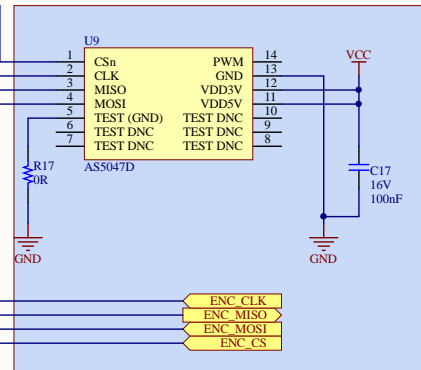 U9
1 CSn PWM 14
2 CLK GND 13
3 MISO VDD3V 12
4 MOSI VDD5V 11
5 TEST (GND) TEST DNC 10
6 TEST DNC TEST DNC 9
7 TEST DNC TEST DNC 8
AS5047D
VCC
R17
0R
C17
16V
100nF
GND
GND
ENC_CLK
ENC_MISO
ENC_MOSI
ENC_CS